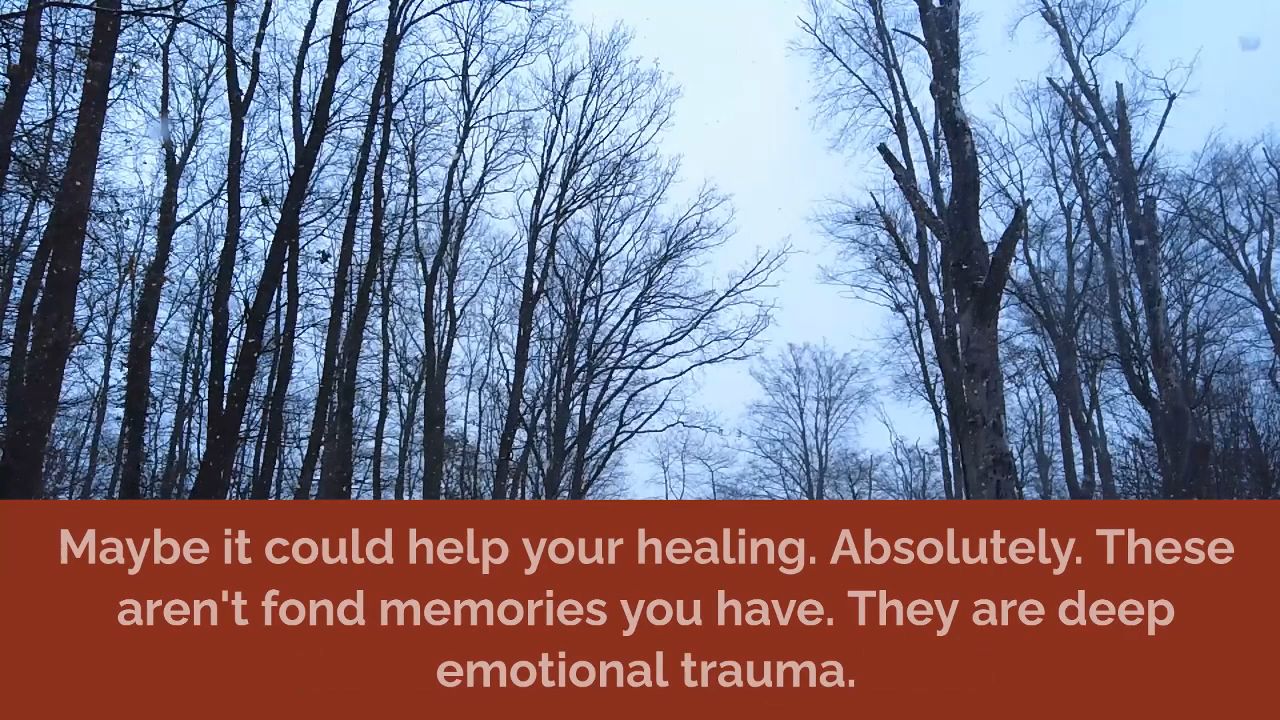 Maybe it could help your healing. Absolutely. These
aren't fond memories you have. They are deep
emotional trauma.